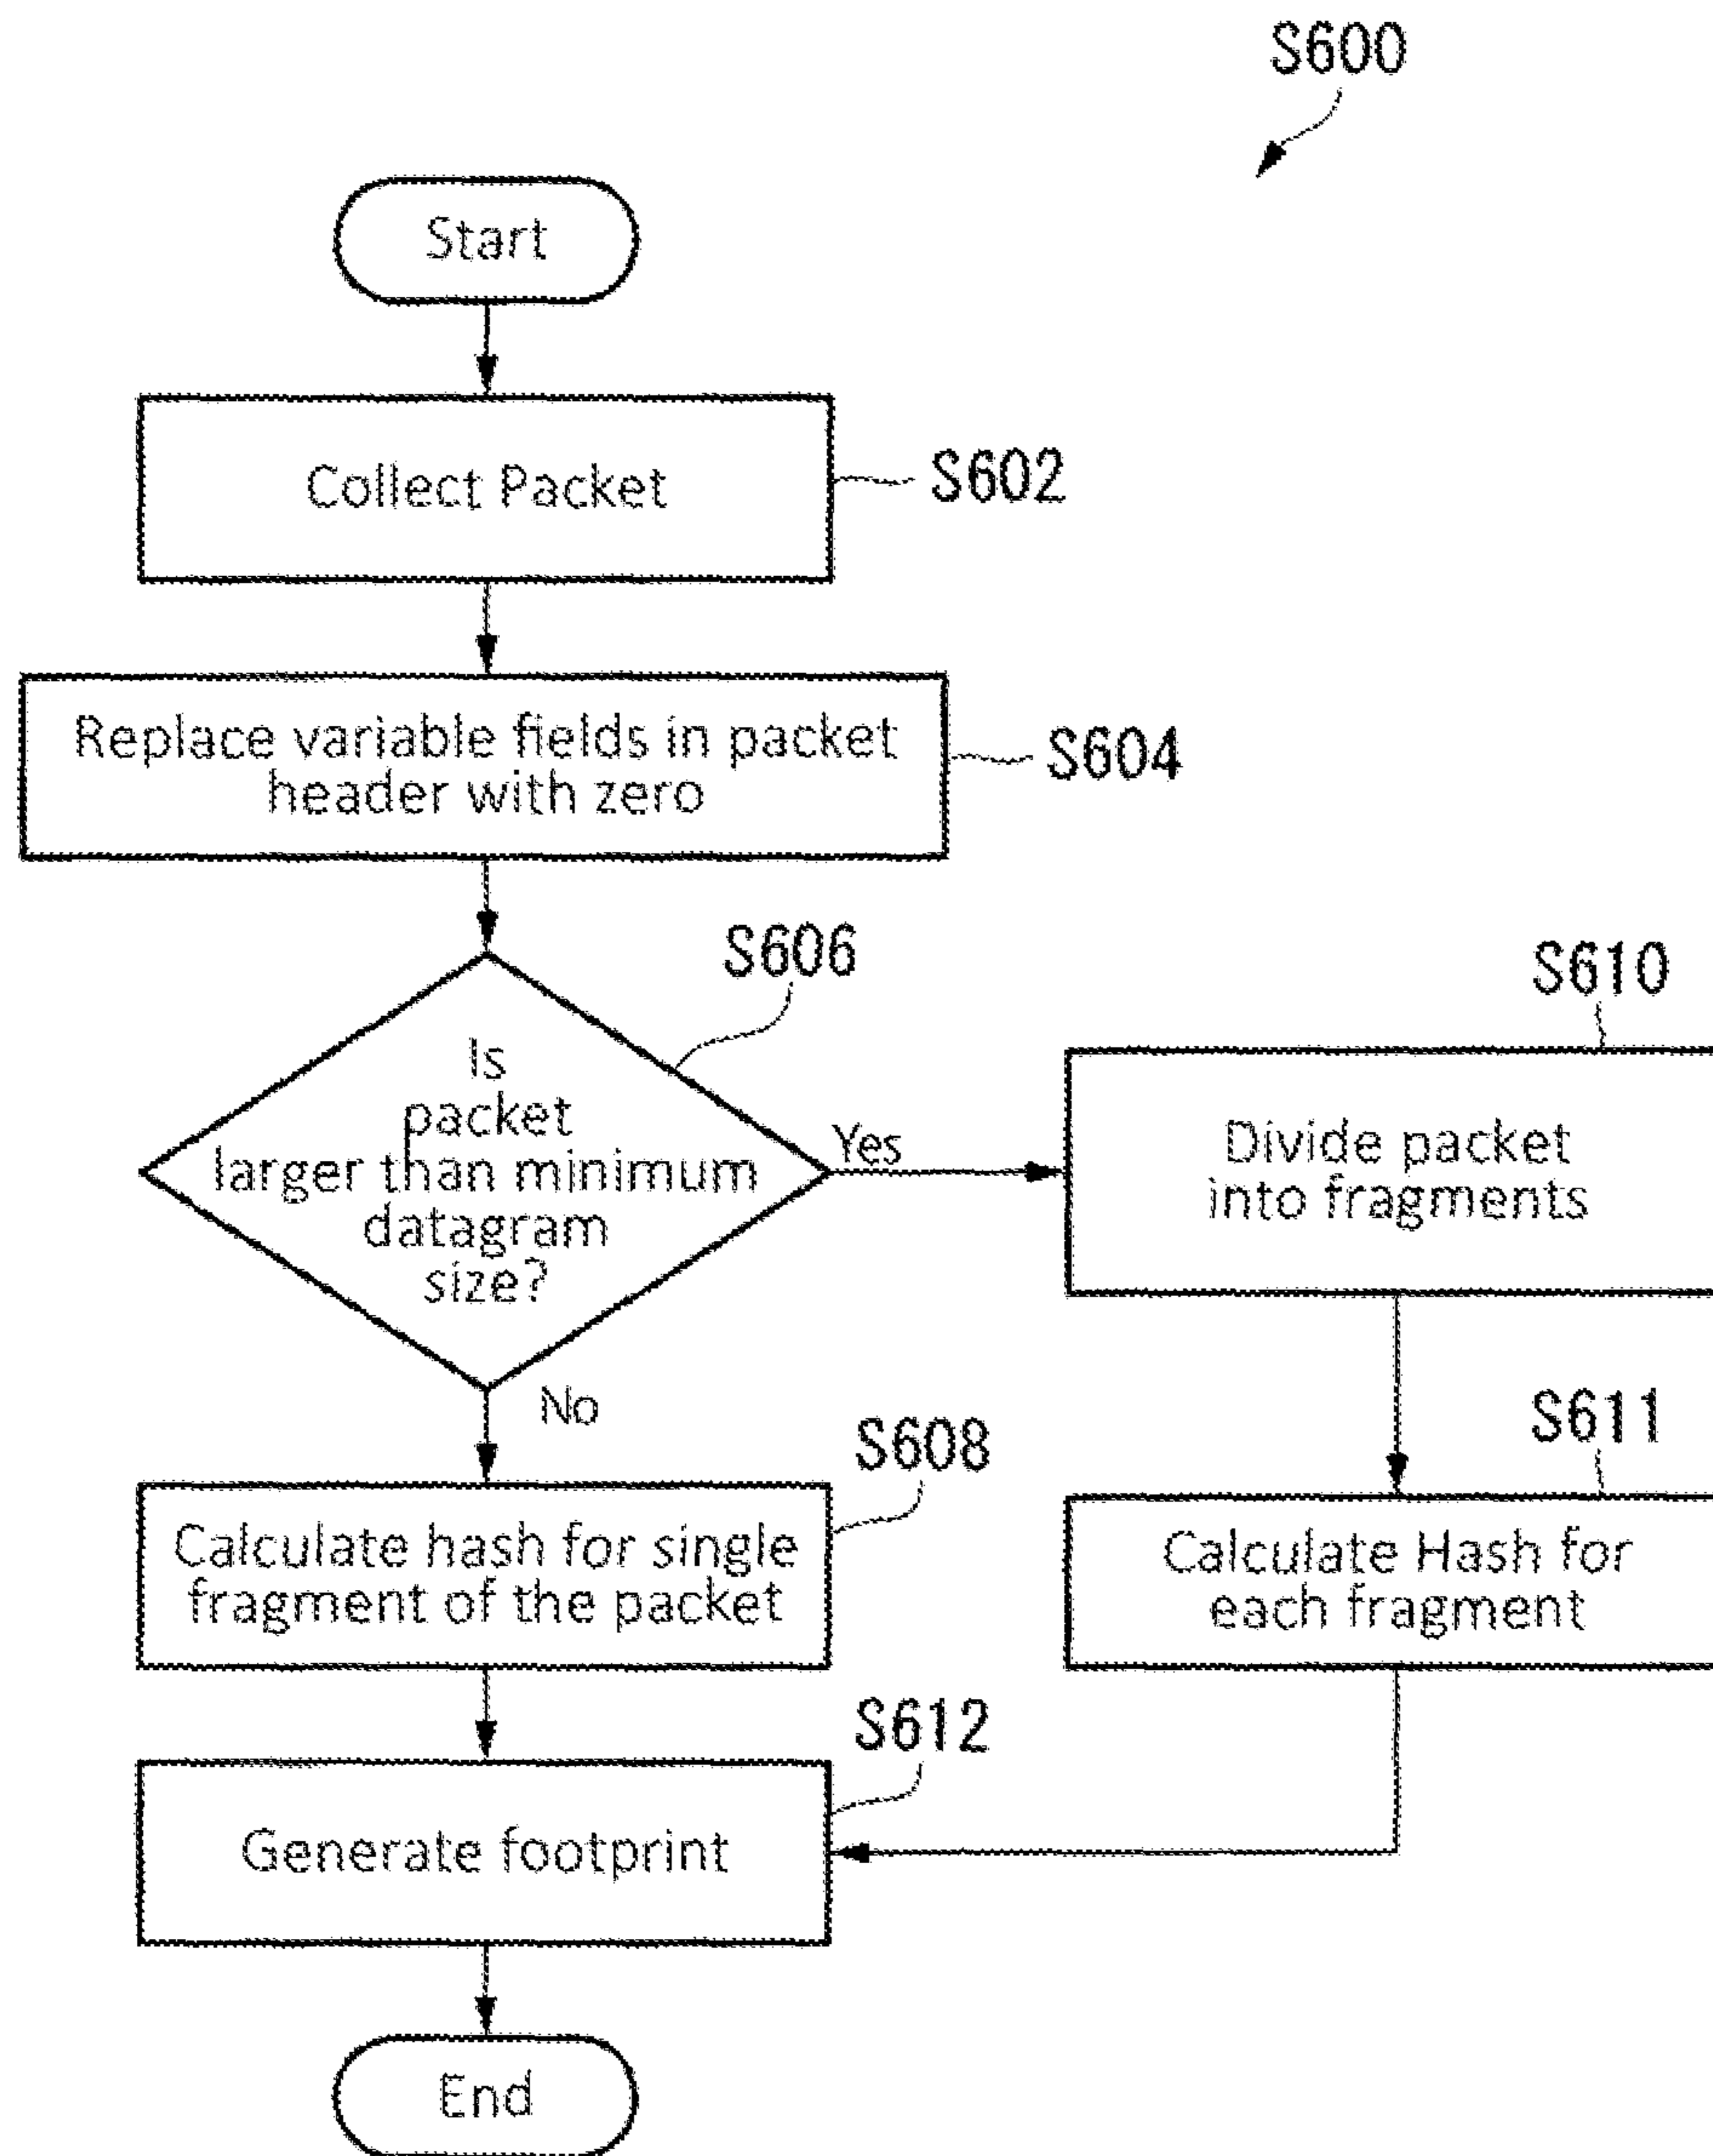 S600
Start
Collect Packet
S602
Replace variable fields in packet
header with zero
S604
S606
Is
packet
larger than minimum
datagram
size?
Yes
No
S610
Divide packet
into fragments
S608
Calculate hash for single
fragment of the packet
S611
Calculate Hash for
each fragment
S612
Generate footprint
End